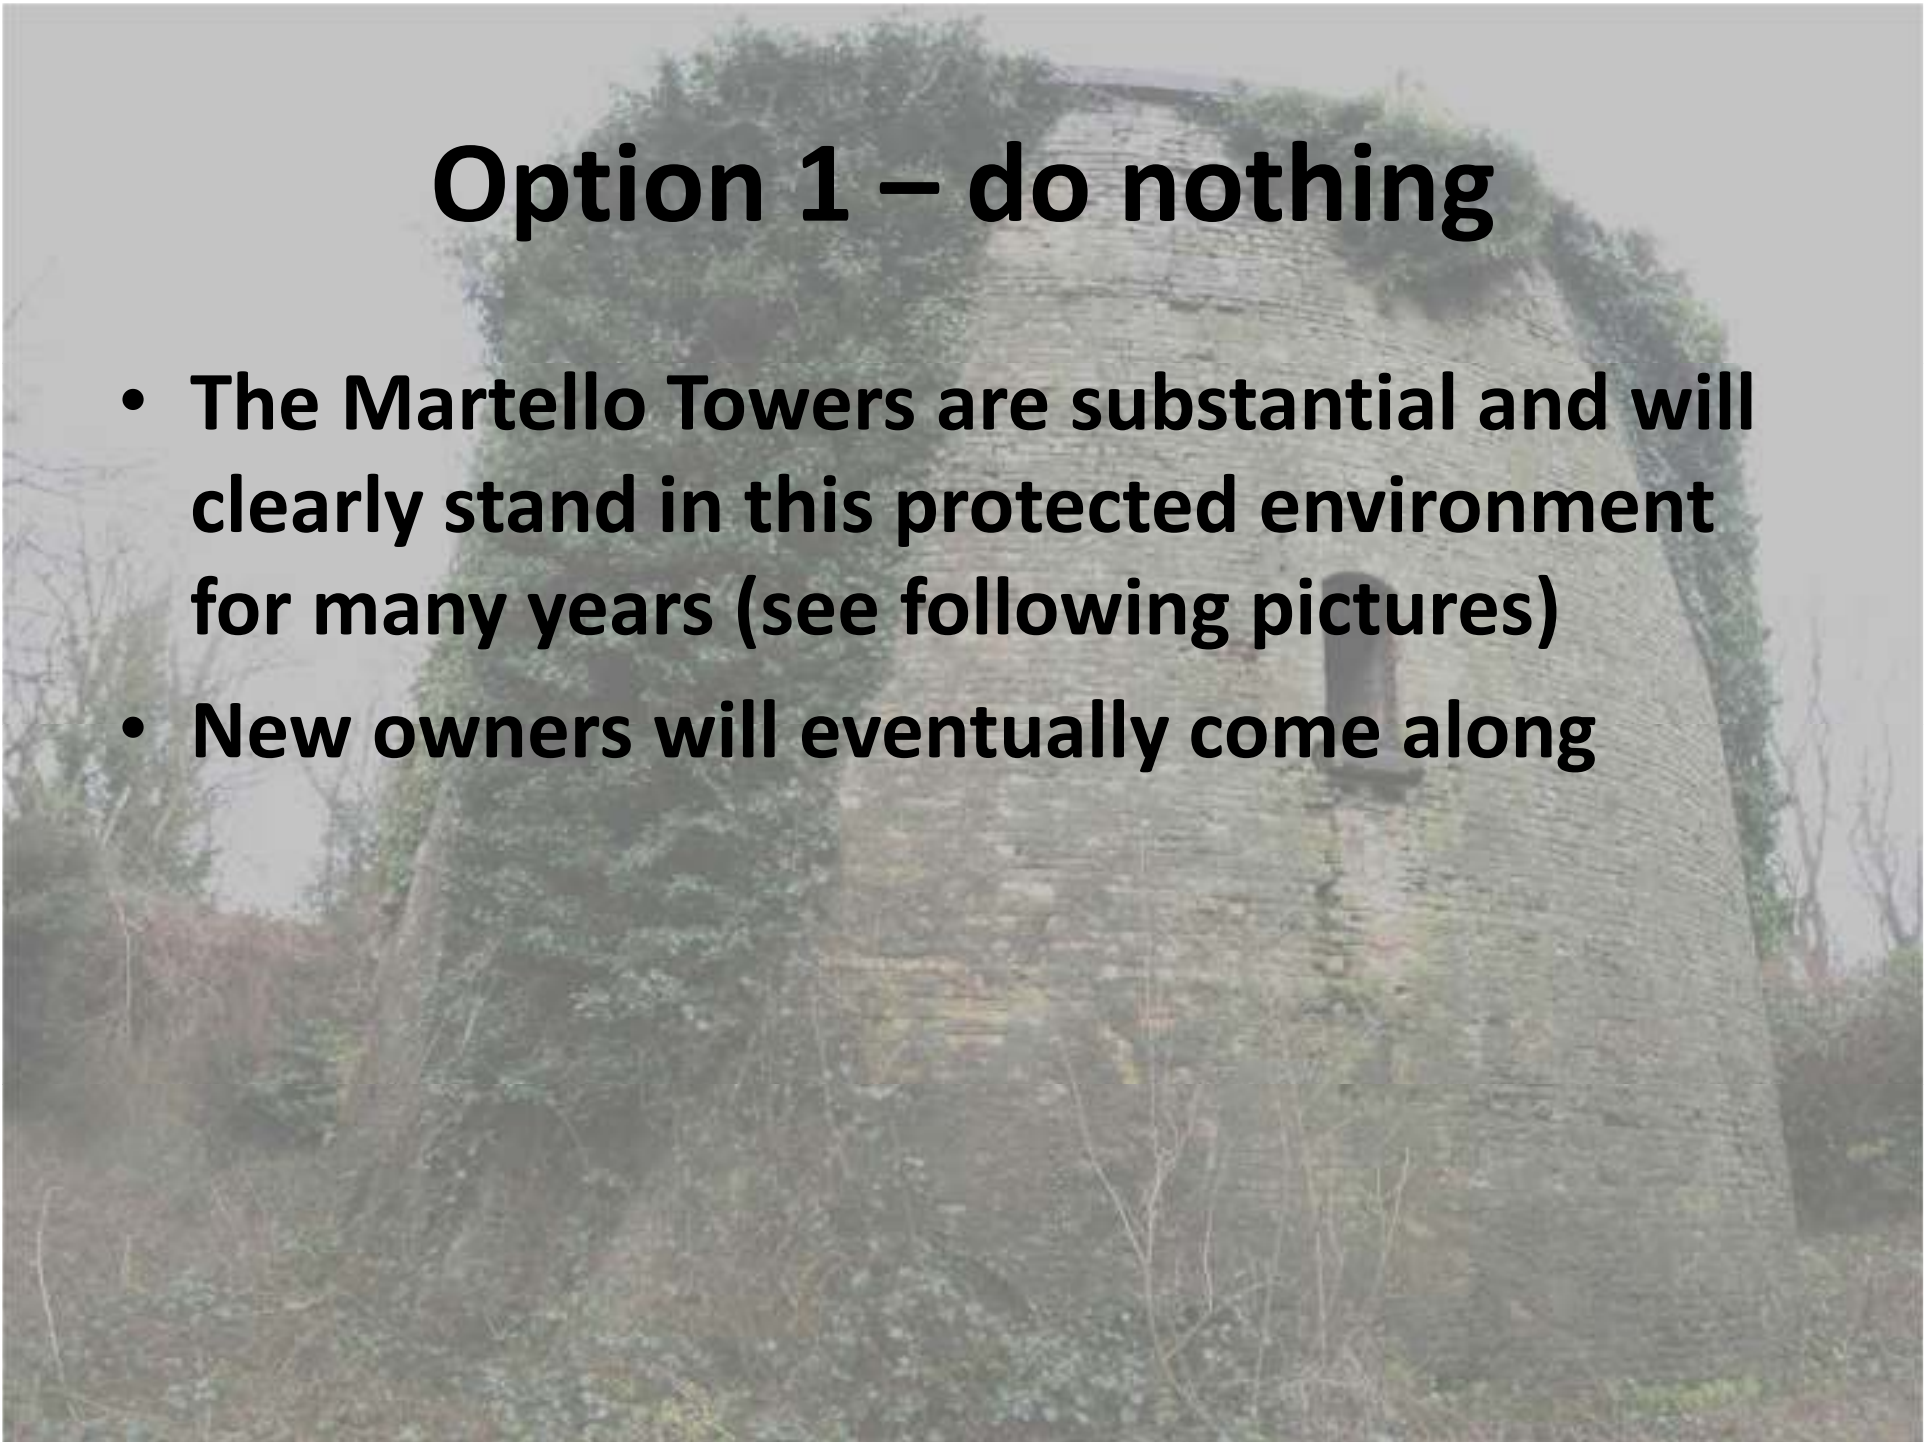 Option 1 – do nothing
• The Martello Towers are substantial and will
clearly stand in this protected environment
for many years (see following pictures)
• New owners will eventually come along